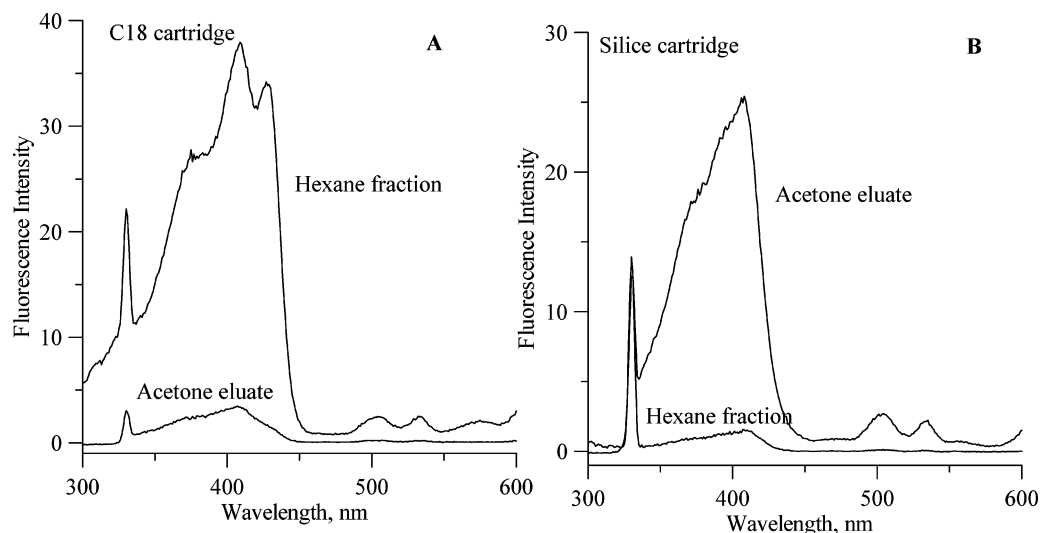 C18 cartridge
A
40
30
20
10
0
Fluorescence Intensity
Hexane fraction
Acetone eluate
300
400
500
600
Wavelength, nm
Silice cartridge
B
30
20
10
0
Fluorescence Intensity
Acetone eluate
Hexane fraction
300
400
500
600
Wavelength, nm